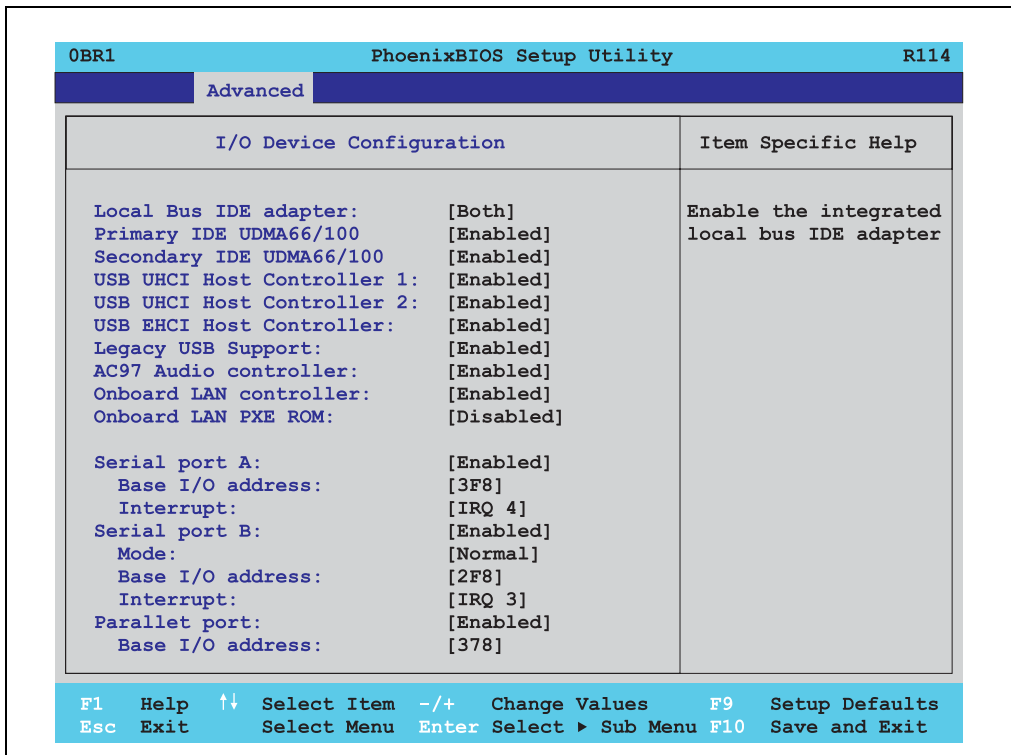 0BR1 PhoenixBIOS Setup Utility R114
Advanced
I/O Device Configuration
Item Specific Help
Local Bus IDE adapter: [Both]
Primary IDE UDMA66/100 [Enabled]
Secondary IDE UDMA66/100 [Enabled]
USB UHCI Host Controller 1: [Enabled]
USB UHCI Host Controller 2: [Enabled]
USB EHCI Host Controller: [Enabled]
Legacy USB Support: [Enabled]
AC97 Audio controller: [Enabled]
Onboard LAN controller: [Enabled]
Onboard LAN PXE ROM: [Disabled]
Serial port A: [Enabled]
Base I/O address: [3F8]
Interrupt: [IRQ 4]
Serial port B: [Enabled]
Mode: [Normal]
Base I/O address: [2F8]
Interrupt: [IRQ 3]
Parallet port: [Enabled]
Base I/O address: [378]
Enable the integrated
local bus IDE adapter
F1 Help ↑↓ Select Item -/+ Change Values F9 Setup Defaults
Esc Exit Select Menu Enter Select ▶ Sub Menu F10 Save and Exit